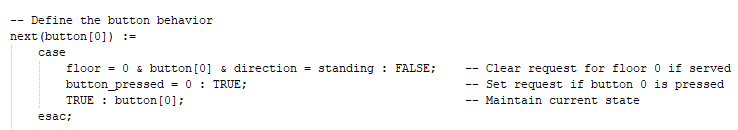 -- Define the button behavior
next(button[0]) :=
    case
        floor = 0 & button[0] & direction = standing : FALSE;    -- Clear request for floor 0 if served
        button_pressed = 0 : TRUE;                               -- Set request if button 0 is pressed
        TRUE : button[0];                                        -- Maintain current state
    esac;